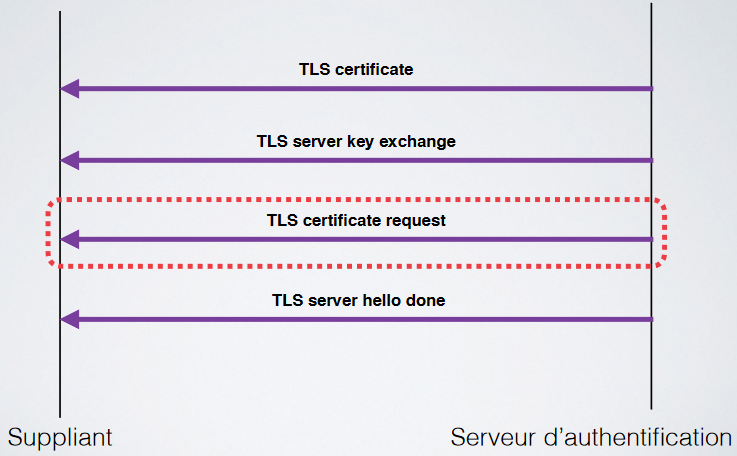 TLS certificate
TLS server key exchange
TLS certificate request
TLS server hello done
Suppliant
Serveur d'authentification